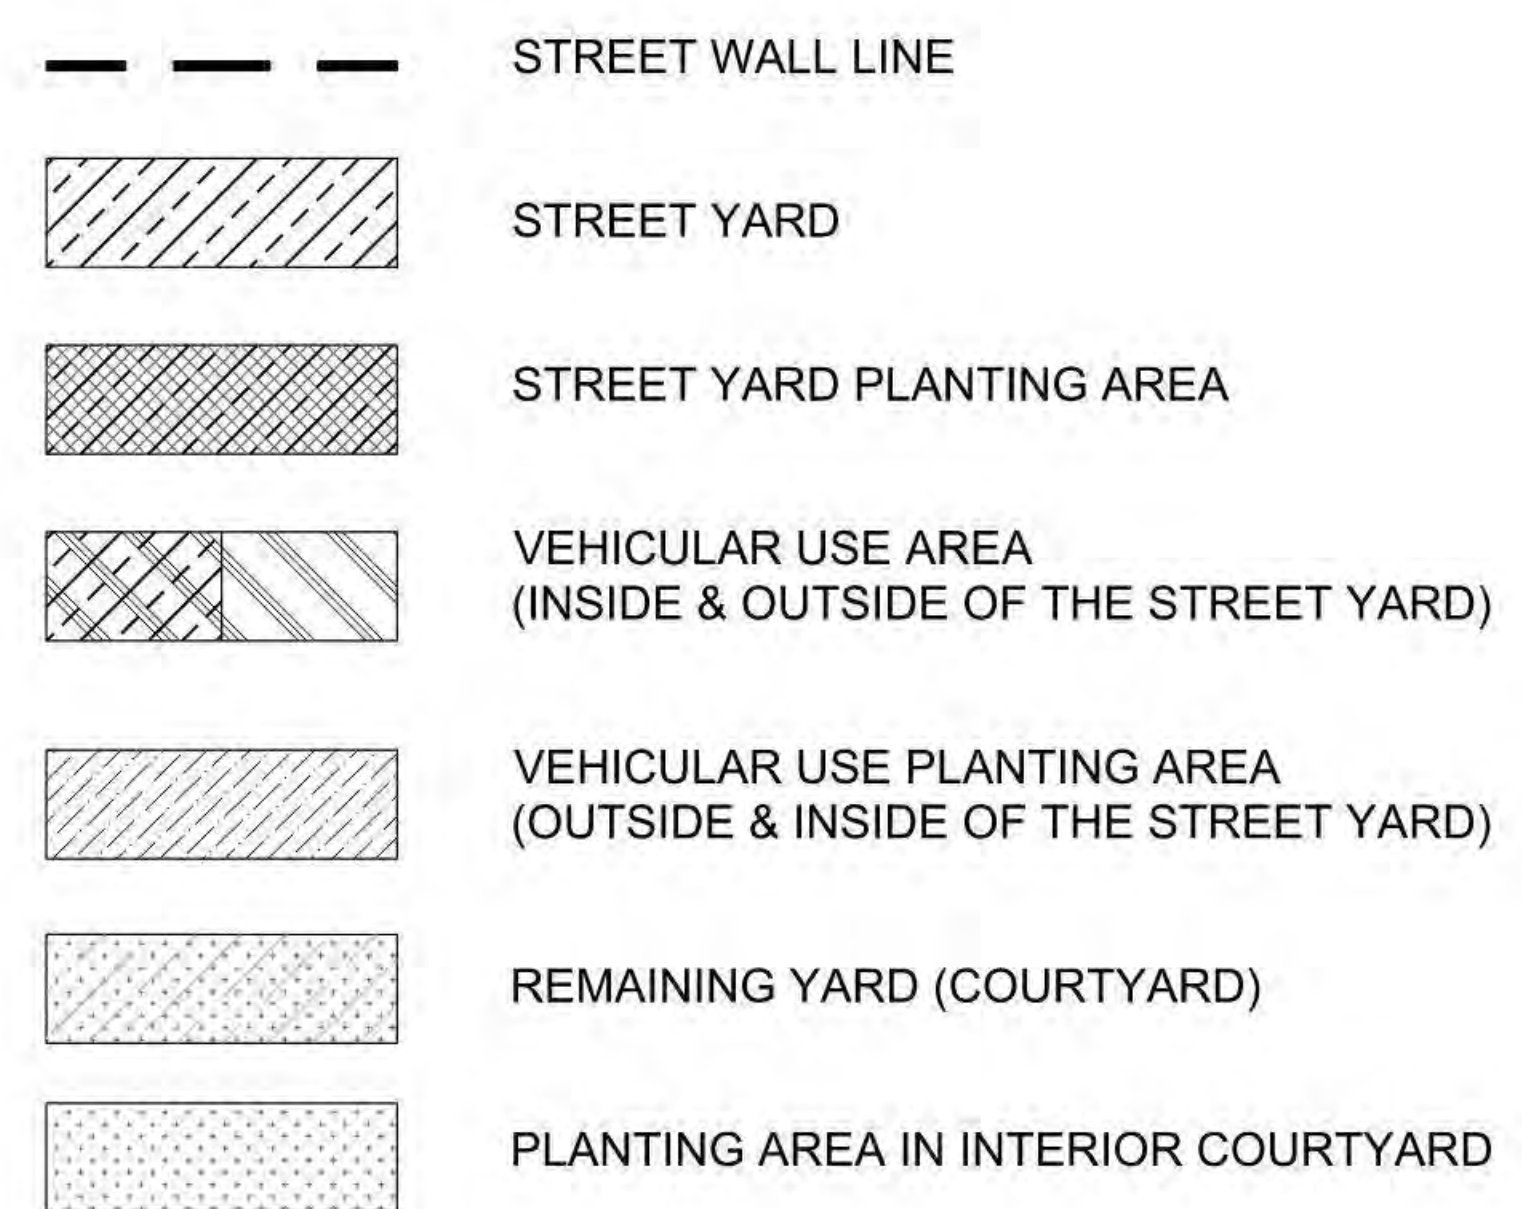 STREET WALL LINE
STREET YARD
STREET YARD PLANTING AREA
VEHICULAR USE AREA
(INSIDE & OUTSIDE OF THE STREET YARD)
VEHICULAR USE PLANTING AREA
(OUTSIDE & INSIDE OF THE STREET YARD)
REMAINING YARD (COURTYARD)
PLANTING AREA IN INTERIOR COURTYARD